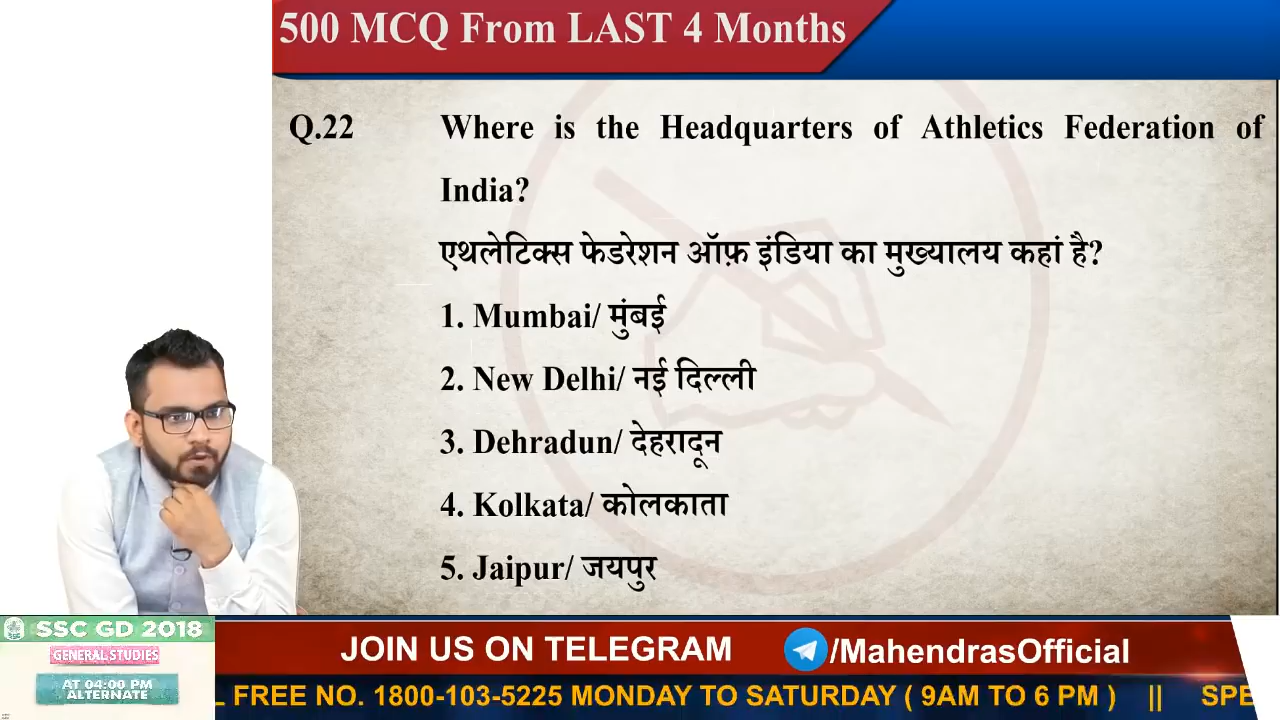 500 MCQ From LAST 4 Months
Q.22 Where is the Headquarters of Athletics Federation of
India?
एथलेटिक्स फेडरेशन ऑफ़ इंडिया का मुख्यालय कहां है?
1. Mumbai/ मुंबई
2. New Delhi/ नई दिल्ली
3. Dehradun/ देहरादून
4. Kolkata/ कोलकाता
5. Jaipur/ जयपुर
SSC GD 2018
GENERAL STUDIES
AT 04:00 PM
ALTERNATE
JOIN US ON TELEGRAM /MahendrasOfficial
L FREE NO. 1800-103-5225 MONDAY TO SATURDAY ( 9AM TO 6 PM ) || SPE